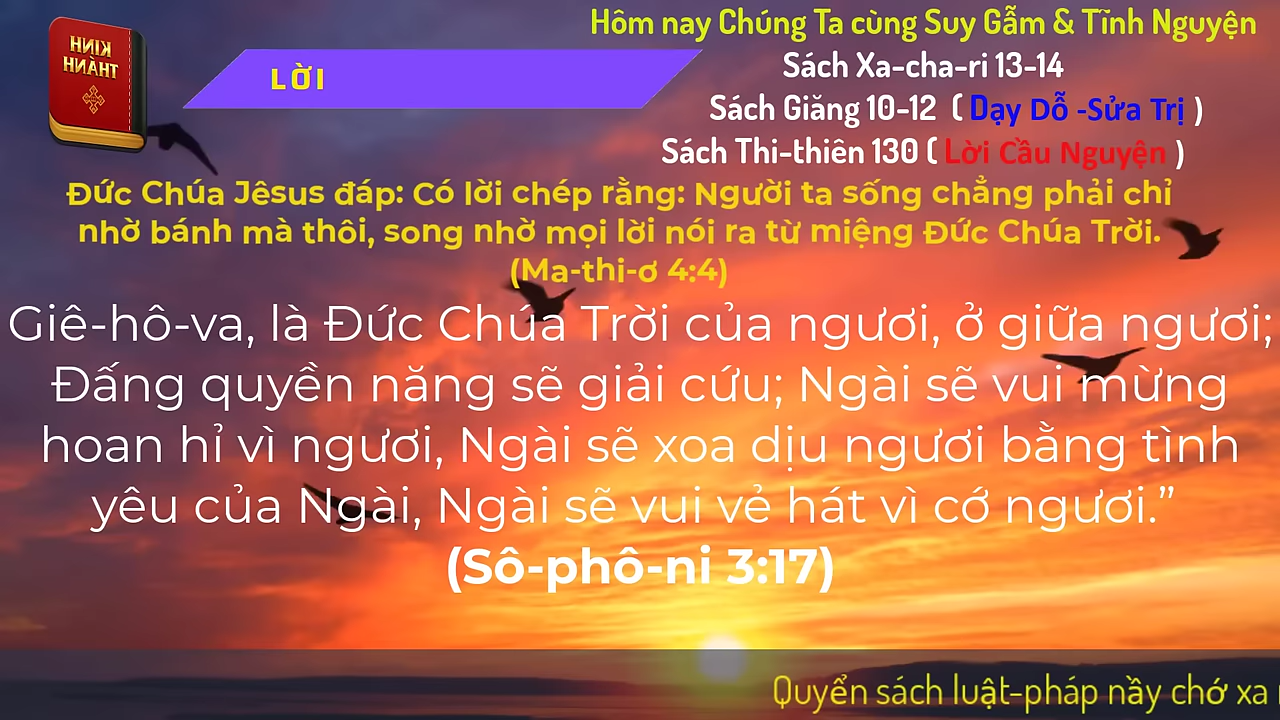 KINH
THÁNH
LỜI
Hôm nay Chúng Ta cùng Suy Gẫm & Tĩnh Nguyện
Sách Xa-cha-ri 13-14
Sách Giăng 10-12 ( Dạy Dỗ -Sửa Trị )
Sách Thi-thiên 130 ( Lời Cầu Nguyện )
Đức Chúa Jêsus đáp: Có lời chép rằng: Người ta sống chẳng phải chỉ
nhờ bánh mà thôi, song nhờ mọi lời nói ra từ miệng Đức Chúa Trời.
(Ma-thi-ơ 4:4)
Giê-hô-va, là Đức Chúa Trời của ngươi, ở giữa ngươi;
Đấng quyền năng sẽ giải cứu; Ngài sẽ vui mừng
hoan hỉ vì ngươi, Ngài sẽ xoa dịu ngươi bằng tình
yêu của Ngài, Ngài sẽ vui vẻ hát vì cớ ngươi.”
(Sô-phô-ni 3:17)
Quyển sách luật-pháp nầy chớ xa